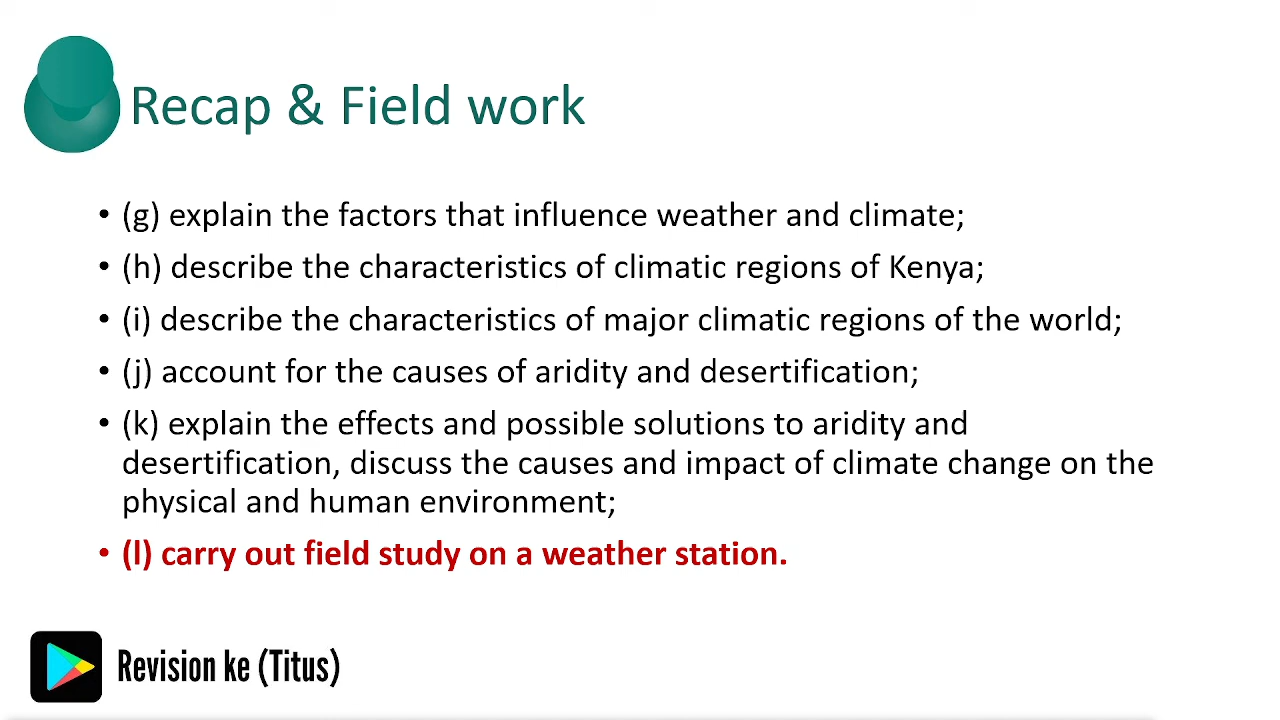 Recap & Field work
• (g) explain the factors that influence weather and climate;
• (h) describe the characteristics of climatic regions of Kenya;
• (i) describe the characteristics of major climatic regions of the world;
• (j) account for the causes of aridity and desertification;
• (k) explain the effects and possible solutions to aridity and
desertification, discuss the causes and impact of climate change on the
physical and human environment;
• (l) carry out field study on a weather station.
Revision ke (Titus)